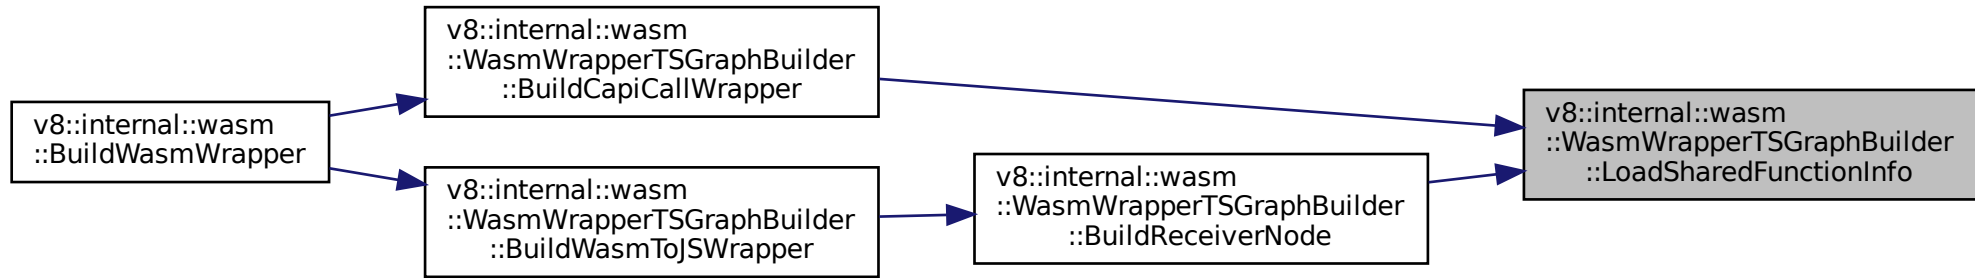 v8::internal::wasm
::BuildWasmWrapper
v8::internal::wasm
::WasmWrapperTSGraphBuilder
::BuildCapiCallWrapper
v8::internal::wasm
::WasmWrapperTSGraphBuilder
::BuildWasmToJSWrapper
v8::internal::wasm
::WasmWrapperTSGraphBuilder
::BuildReceiverNode
v8::internal::wasm
::WasmWrapperTSGraphBuilder
::LoadSharedFunctionInfo